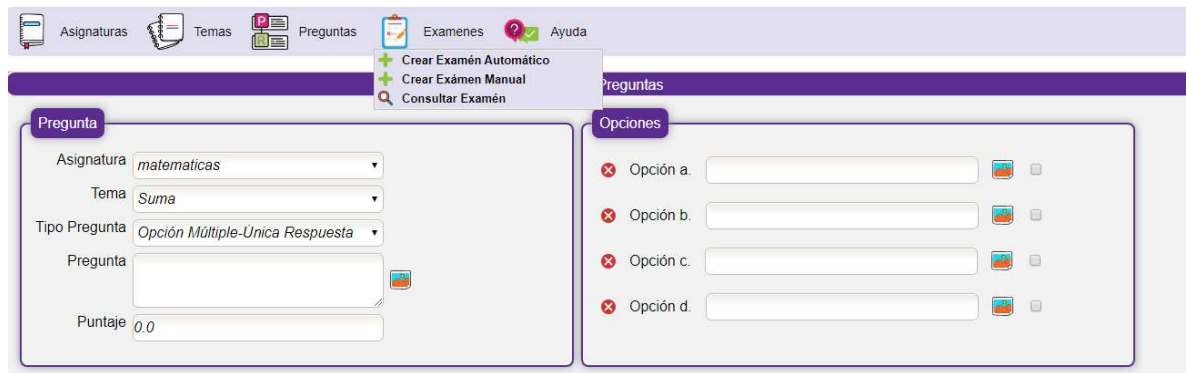 Asignaturas Temas Preguntas Examenes Ayuda
Crear Examén Automático
Crear Exámen Manual
Consultar Examén
Preguntas
Pregunta
Asignatura matematicas
Tema Suma
Tipo Pregunta Opción Múltiple-Única Respuesta
Pregunta
Puntaje 0.0
Opciones
Opción a.
Opción b.
Opción c.
Opción d.